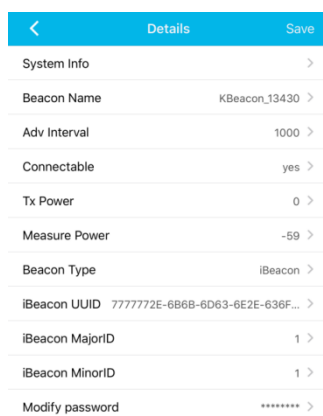 Details Save
System Info
Beacon Name KBeacon_13430
Adv Interval 1000
Connectable yes
Tx Power 0
Measure Power -59
Beacon Type iBeacon
iBeacon UUID 7777772E-6B6B-6D63-6E2E-636F...
iBeacon MajorID 1
iBeacon MinorID 1
Modify password ********